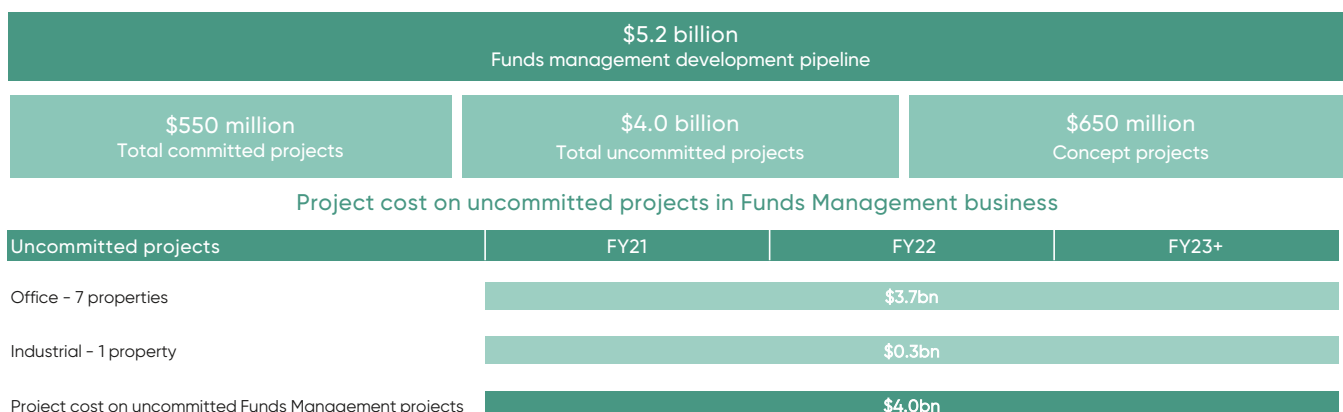 $5.2 billion
Funds management development pipeline
$550 million
Total committed projects
$4.0 billion
Total uncommitted projects
$650 million
Concept projects
Project cost on uncommitted projects in Funds Management business
Uncommitted projects FY21 FY22 FY23+
Office - 7 properties $3.7bn
Industrial - 1 property $0.3bn
Project cost on uncommitted Funds Management projects $4.0bn